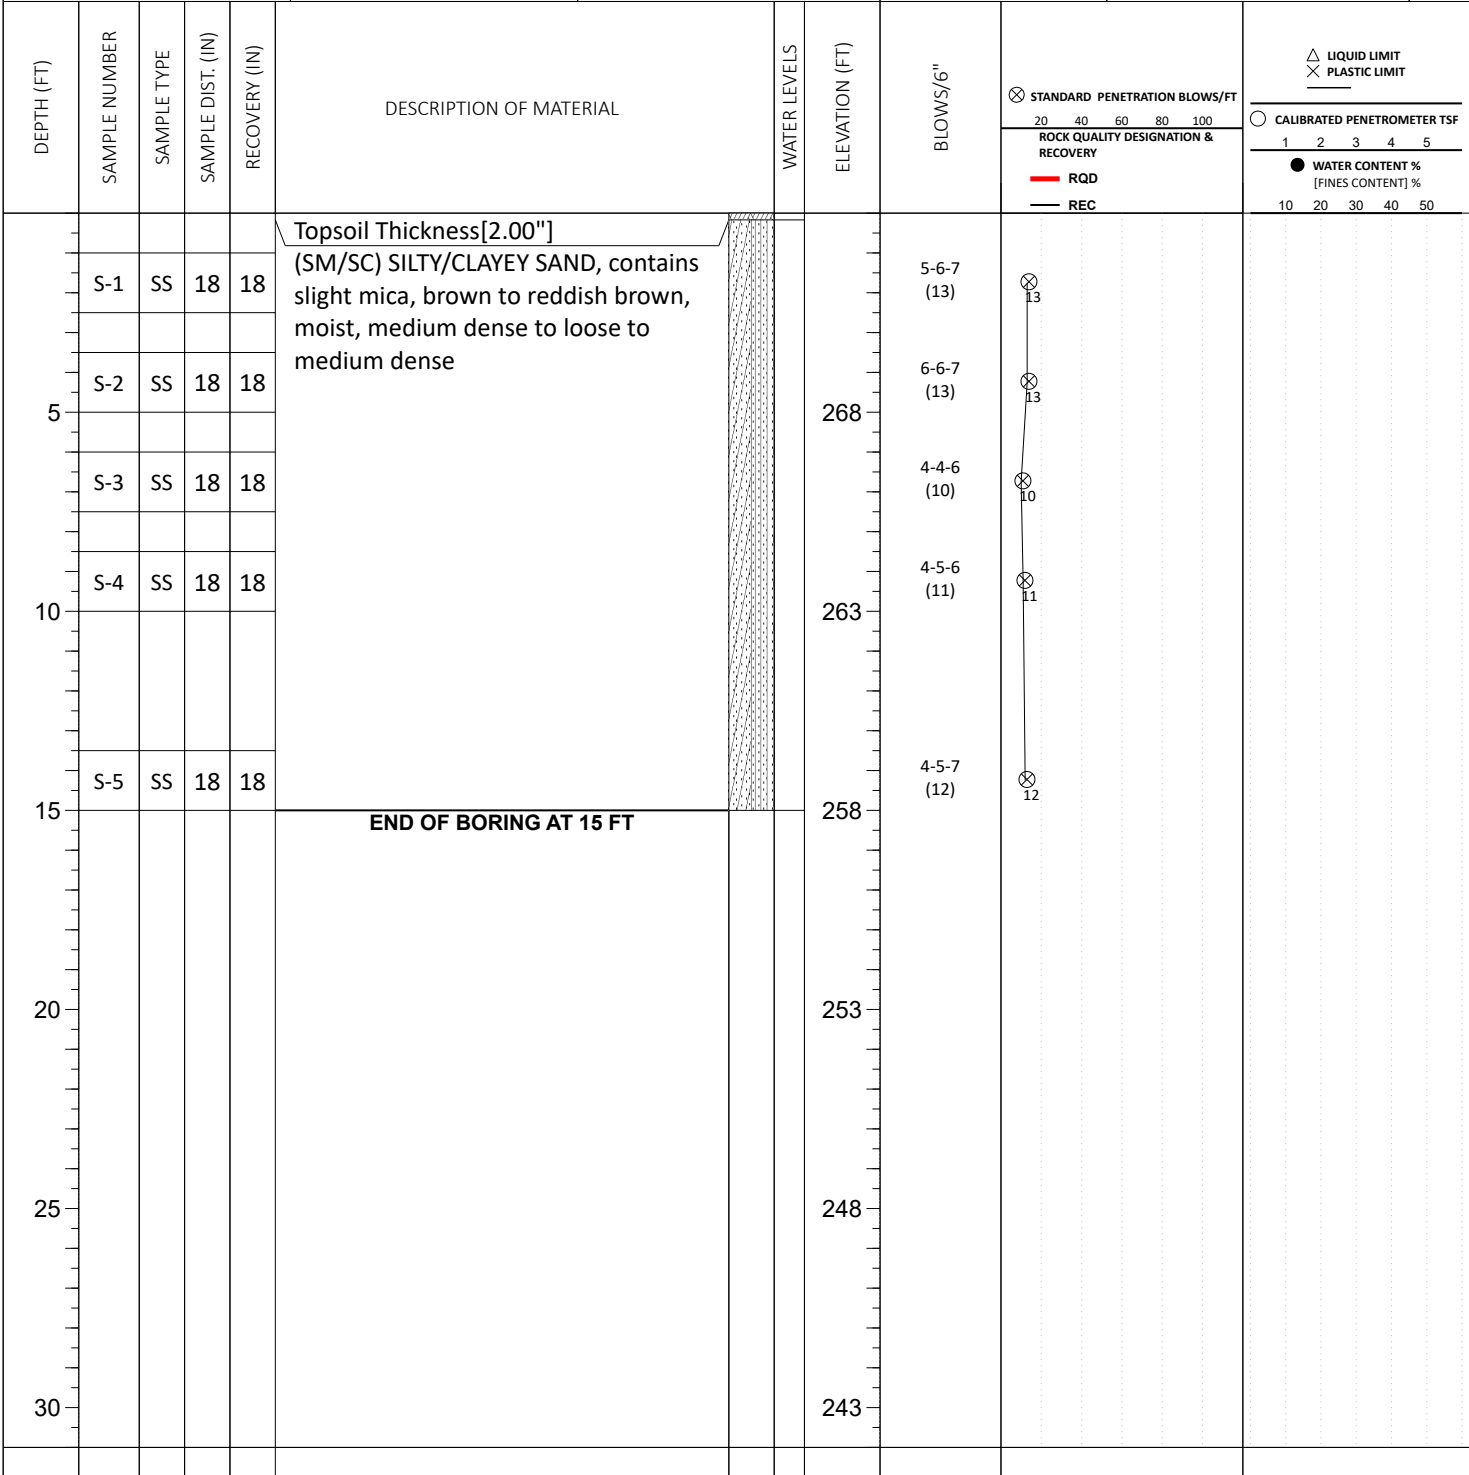 DEPTH (FT)
SAMPLE NUMBER
SAMPLE TYPE
SAMPLE DIST. (IN)
RECOVERY (IN)
DESCRIPTION OF MATERIAL
WATER LEVELS
ELEVATION (FT)
BLOWS/6"
STANDARD PENETRATION BLOWS/FT
20 40 60 80 100
ROCK QUALITY DESIGNATION &
RECOVERY
RQD
REC
LIQUID LIMIT
PLASTIC LIMIT
CALIBRATED PENETROMETER TSF
1 2 3 4 5
WATER CONTENT %
[FINES CONTENT] %
10 20 30 40 50
Topsoil Thickness[2.00"]
(SM/SC) SILTY/CLAYEY SAND, contains
slight mica, brown to reddish brown,
moist, medium dense to loose to
medium dense
S-1 SS 18 18
5-6-7
(13)
13
S-2 SS 18 18
6-6-7
(13)
13
5
268
S-3 SS 18 18
4-4-6
(10)
10
S-4 SS 18 18
4-5-6
(11)
11
10
263
S-5 SS 18 18
4-5-7
(12)
12
15
258
END OF BORING AT 15 FT
20
253
25
248
30
243